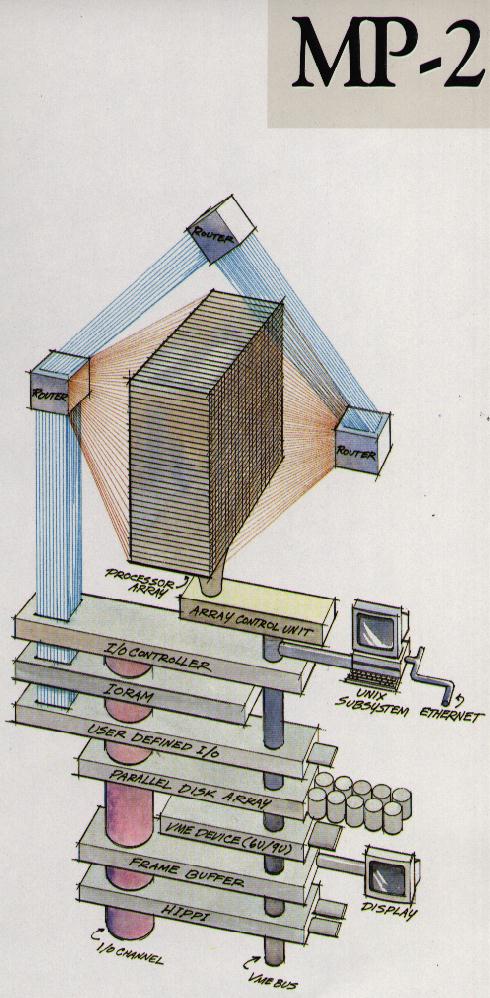 MP-2
ROUTER
ROUTER
ROUTER
PROCESSOR
ARRAY
ARRAY CONTROL UNIT
I/O CONTROLLER
UNIX
SUBSYSTEM
ETHERNET
IORAM
USER DEFINED I/O
PARALLEL DISK ARRAY
VME DEVICE (6U/9U)
FRAME BUFFER
DISPLAY
HIPPI
I/O CHANNEL
VME BUS